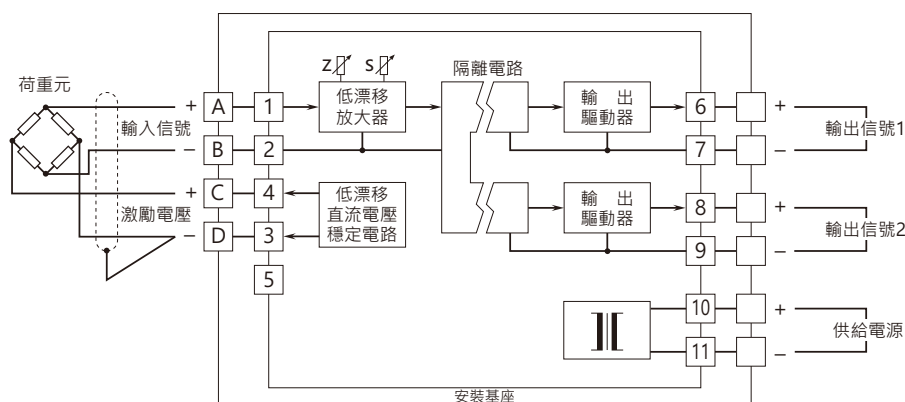 荷重元
+
輸入信號
−
+
激勵電壓
−
A
B
C
D
1
2
4
3
5
Z
S
低漂移
放大器
低漂移
直流電壓
穩定電路
隔離電路
輸 出
驅動器
輸 出
驅動器
6
7
8
9
10
11
+
輸出信號1
−
+
輸出信號2
−
+
供給電源
−
安裝基座